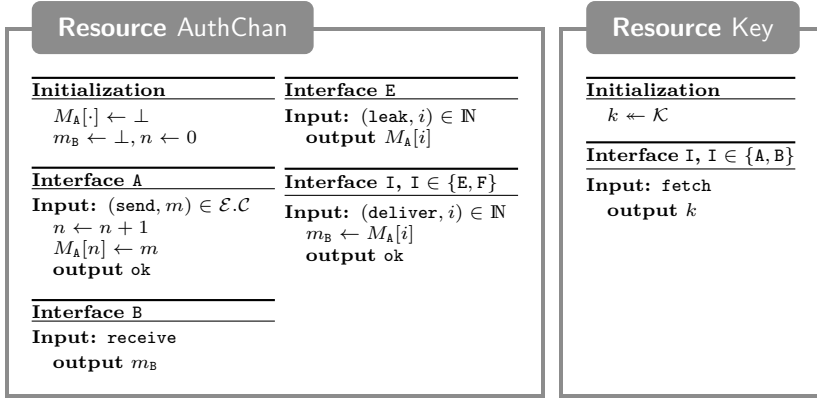 Resource AuthChan
Initialization
M_A[·] ← ⊥
m_B ← ⊥, n ← 0
Interface A
Input: (send, m) ∈ ℰ.𝒞
n ← n + 1
M_A[n] ← m
output ok
Interface B
Input: receive
output m_B
Interface E
Input: (leak, i) ∈ ℕ
output M_A[i]
Interface I, I ∈ {E, F}
Input: (deliver, i) ∈ ℕ
m_B ← M_A[i]
output ok
Resource Key
Initialization
k ↞ 𝒦
Interface I, I ∈ {A, B}
Input: fetch
output k